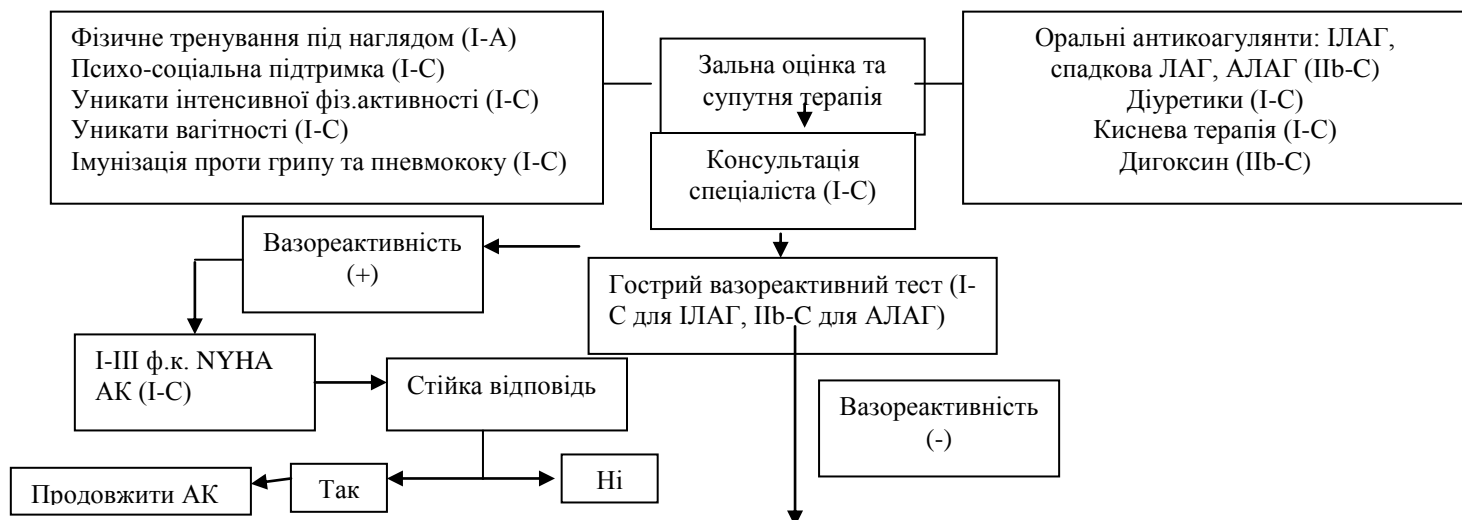 Фізичне тренування під наглядом (I-A)
Психо-соціальна підтримка (I-C)
Уникати інтенсивної фіз.активності (I-C)
Уникати вагітності (I-C)
Імунізація проти грипу та пневмококу (I-C)
Зальна оцінка та
супутня терапія
Оральні антикоагулянти: ІЛАГ,
спадкова ЛАГ, АЛАГ (IIb-C)
Діуретики (I-C)
Киснева терапія (I-C)
Дигоксин (IIb-C)
Консультація
спеціаліста (I-C)
Вазореактивність
(+)
Гострий вазореактивний тест (I-
C для ІЛАГ, IIb-C для АЛАГ)
I-III ф.к. NYHA
АК (I-C)
Стійка відповідь
Вазореактивність
(-)
Продовжити АК
Так
Ні